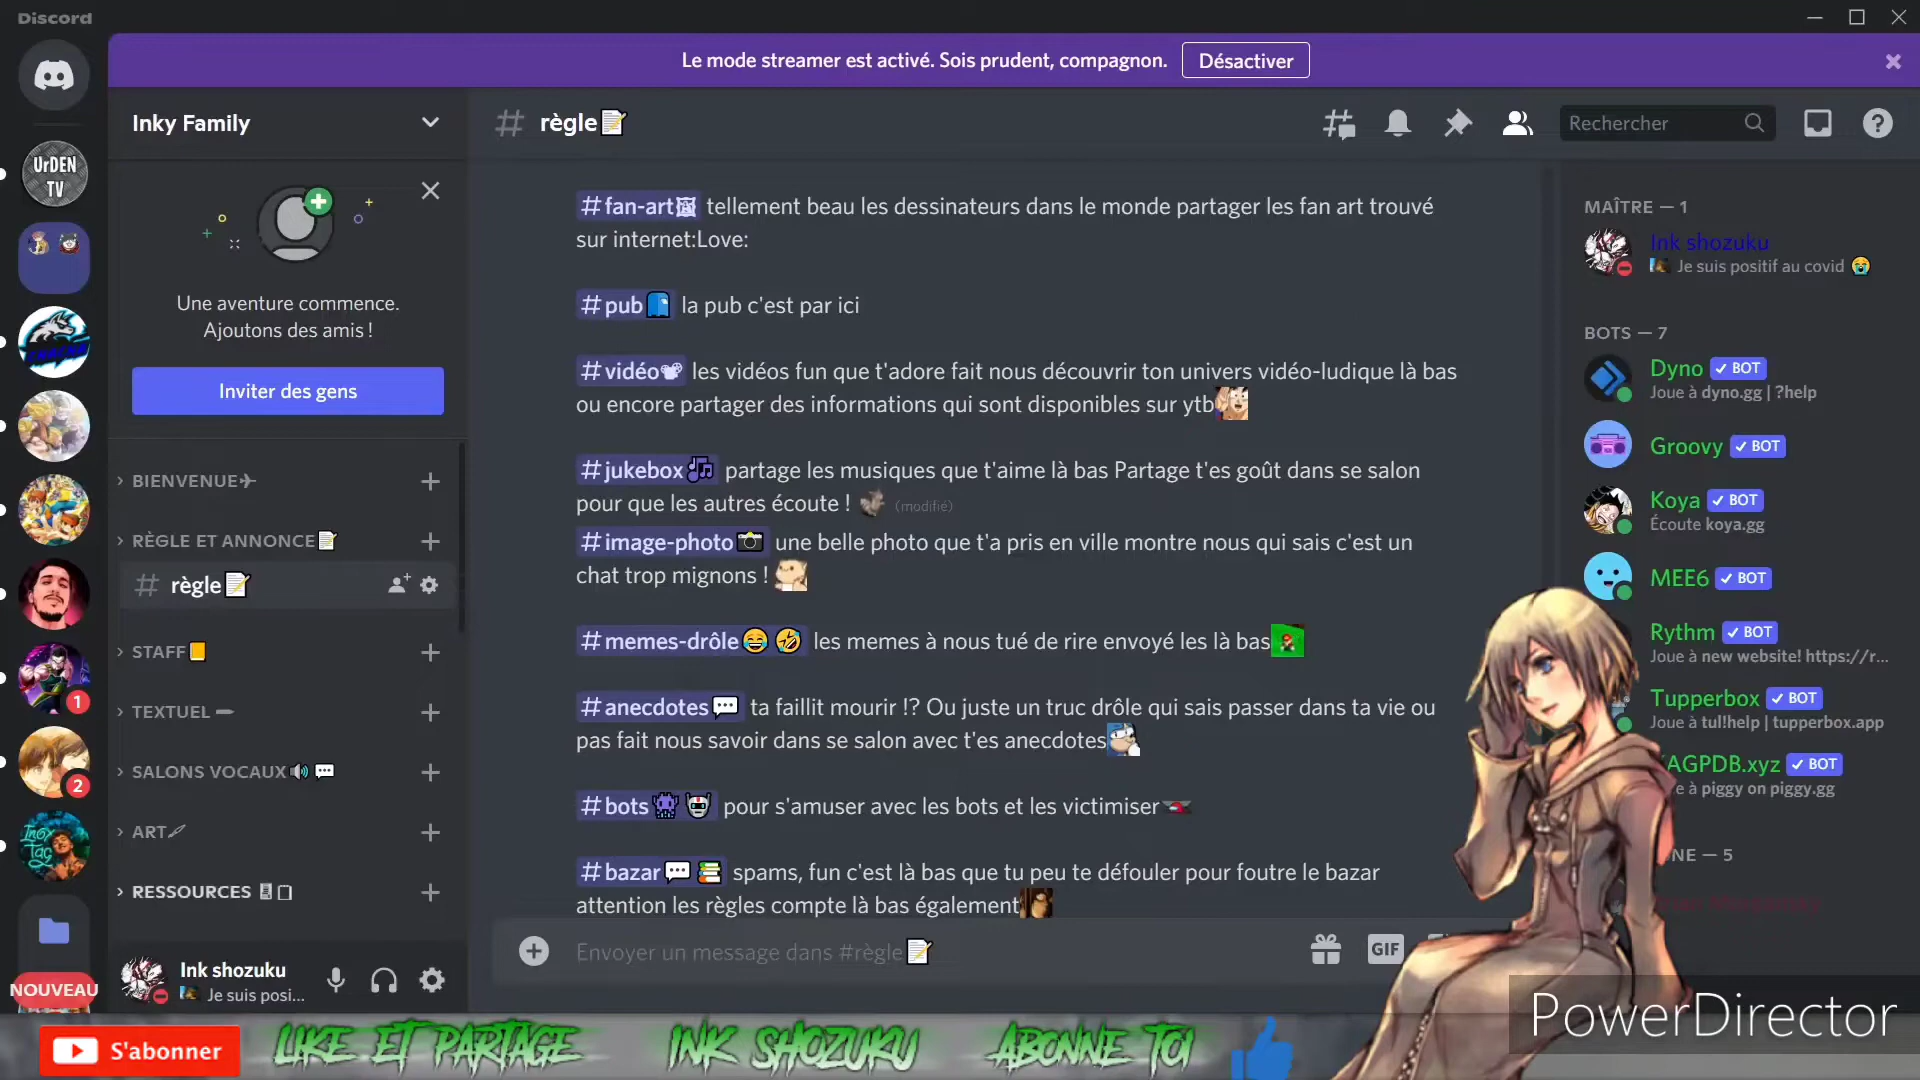 Discord
Le mode streamer est activé. Sois prudent, compagnon.
Désactiver
Inky Family
règle
Rechercher
UrDEN
TV
Une aventure commence.
Ajoutons des amis !
Inviter des gens
BIENVENUE
RÈGLE ET ANNONCE
règle
STAFF
TEXTUEL
SALONS VOCAUX
ART
RESSOURCES
1
2
NOUVEAU
Ink shozuku
Je suis posi...
#fan-art tellement beau les dessinateurs dans le monde partager les fan art trouvé
sur internet:Love:
#pub la pub c'est par ici
#vidéo les vidéos fun que t'adore fait nous découvrir ton univers vidéo-ludique là bas
ou encore partager des informations qui sont disponibles sur ytb
#jukebox partage les musiques que t'aime là bas Partage t'es goût dans se salon
pour que les autres écoute ! (modifié)
#image-photo une belle photo que t'a pris en ville montre nous qui sais c'est un
chat trop mignons !
#memes-drôle les memes à nous tué de rire envoyé les là bas
#anecdotes ta faillit mourir !? Ou juste un truc drôle qui sais passer dans ta vie ou
pas fait nous savoir dans se salon avec t'es anecdotes
#bots pour s'amuser avec les bots et les victimiser
#bazar spams, fun c'est là bas que tu peu te défouler pour foutre le bazar
attention les règles compte là bas également
Envoyer un message dans #règle
GIF
MAÎTRE — 1
Ink shozuku
Je suis positif au covid
BOTS — 7
Dyno BOT
Joue à dyno.gg | ?help
Groovy BOT
Koya BOT
Écoute koya.gg
MEE6 BOT
Rythm BOT
Joue à new website! https://r...
Tupperbox BOT
Joue à tul!help | tupperbox.app
AGPDB.xyz BOT
à piggy on piggy.gg
NE — 5
PowerDirector
S'abonner
LIKE ET PARTAGE
INK SHOZUKU
ABONNE TOI